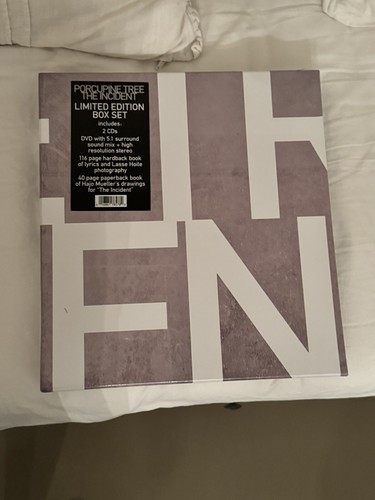 PORCUPINE TREE
THE INCIDENT
LIMITED EDITION
BOX SET
includes:
2 CDs
DVD with 5.1 surround
sound mix + high
resolution stereo
116 page hardback book
of lyrics and Lasse Hoile
photography
40 page paperback book
of Hajo Mueller's drawings
for "The Incident"
EN